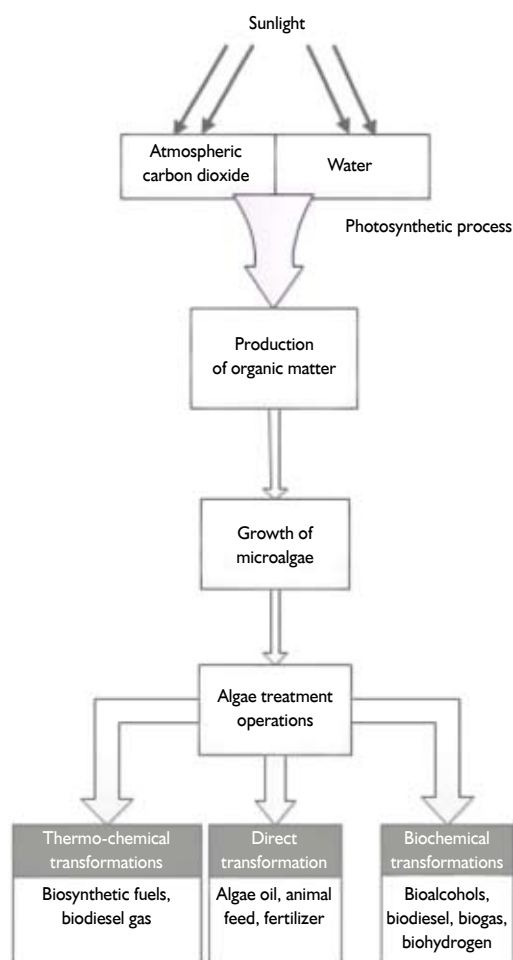 Sunlight
Atmospheric
carbon dioxide
Water
Photosynthetic process
Production
of organic matter
Growth of
microalgae
Algae treatment
operations
Thermo-chemical
transformations
Biosynthetic fuels,
biodiesel gas
Direct
transformation
Algae oil, animal
feed, fertilizer
Biochemical
transformations
Bioalcohols,
biodiesel, biogas,
biohydrogen